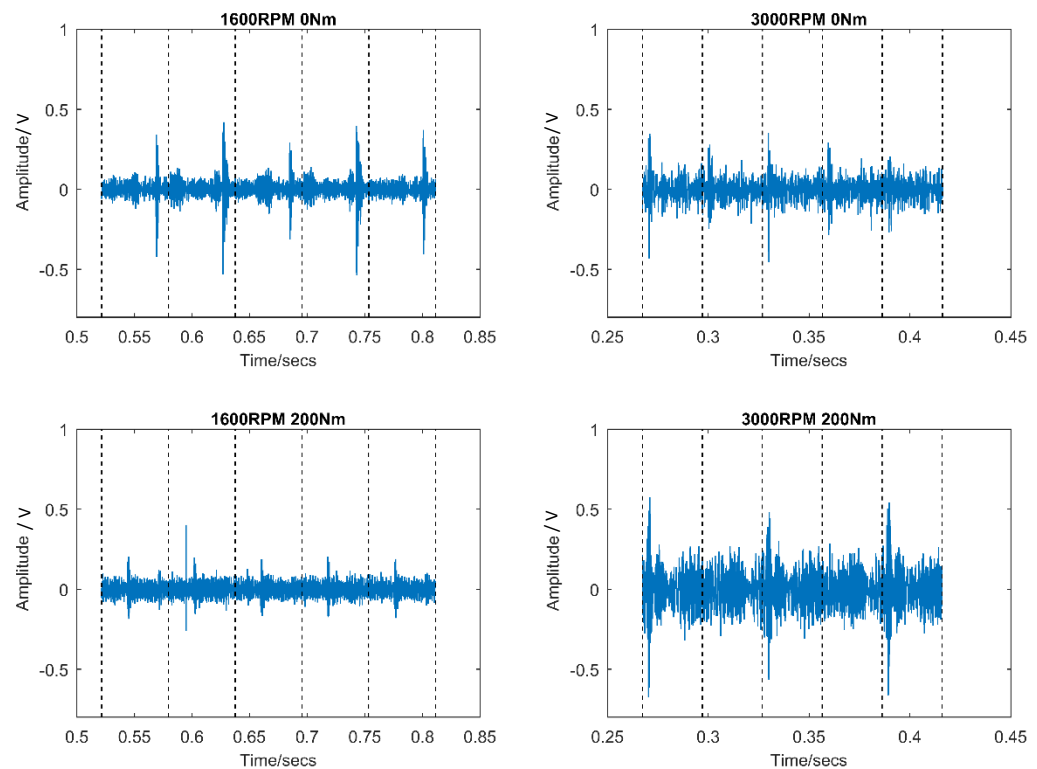 1600RPM 0Nm
1
0.5
0
-0.5
Amplitude/ V
0.5 0.55 0.6 0.65 0.7 0.75 0.8 0.85
Time/secs
3000RPM 0Nm
1
0.5
0
-0.5
Amplitude/ V
0.25 0.3 0.35 0.4 0.45
Time/secs
1600RPM 200Nm
1
0.5
0
-0.5
Amplitude / V
0.5 0.55 0.6 0.65 0.7 0.75 0.8 0.85
Time/secs
3000RPM 200Nm
1
0.5
0
-0.5
Amplitude / V
0.25 0.3 0.35 0.4 0.45
Time/secs